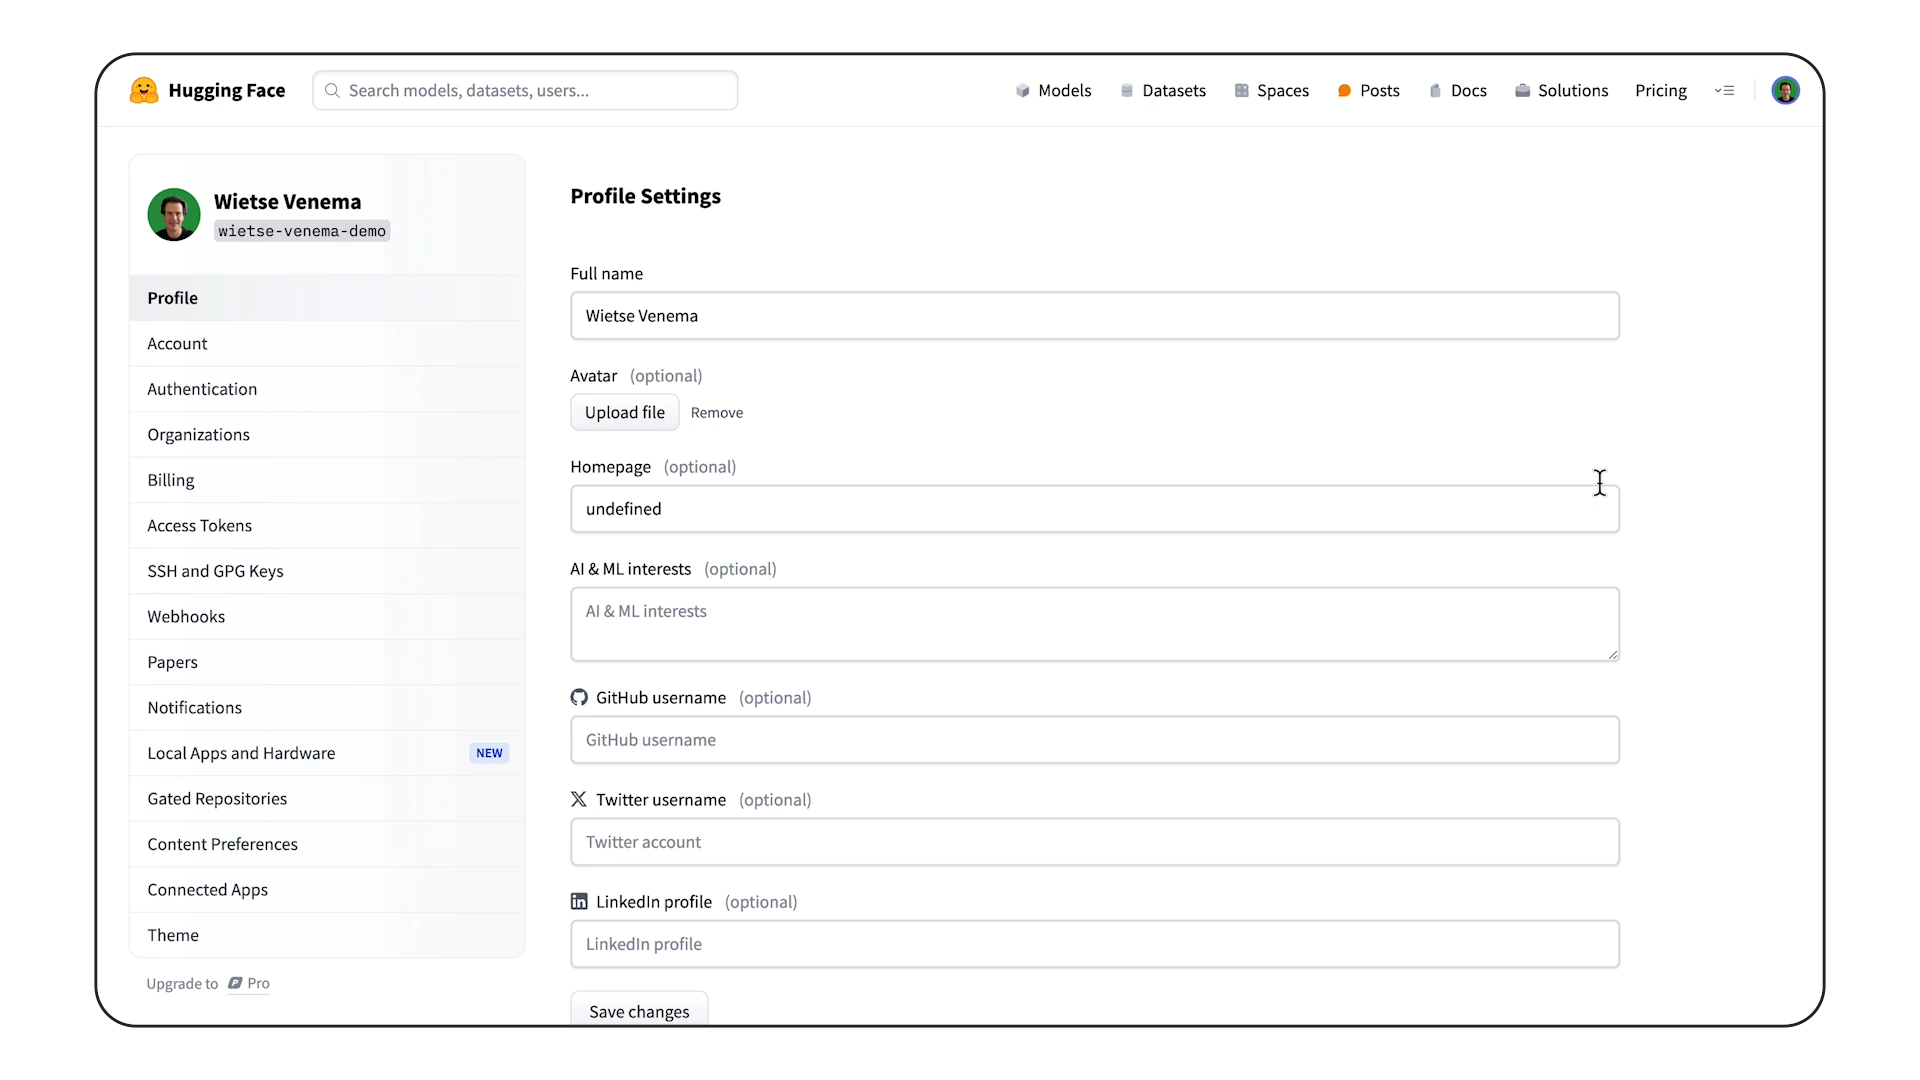 Hugging Face
Search models, datasets, users...
Models
Datasets
Spaces
Posts
Docs
Solutions
Pricing
Wietse Venema
wietse-venema-demo
Profile
Account
Authentication
Organizations
Billing
Access Tokens
SSH and GPG Keys
Webhooks
Papers
Notifications
Local Apps and Hardware NEW
Gated Repositories
Content Preferences
Connected Apps
Theme
Upgrade to Pro
Profile Settings
Full name
Wietse Venema
Avatar (optional)
Upload file Remove
Homepage (optional)
undefined
AI & ML interests (optional)
AI & ML interests
GitHub username (optional)
GitHub username
Twitter username (optional)
Twitter account
LinkedIn profile (optional)
LinkedIn profile
Save changes